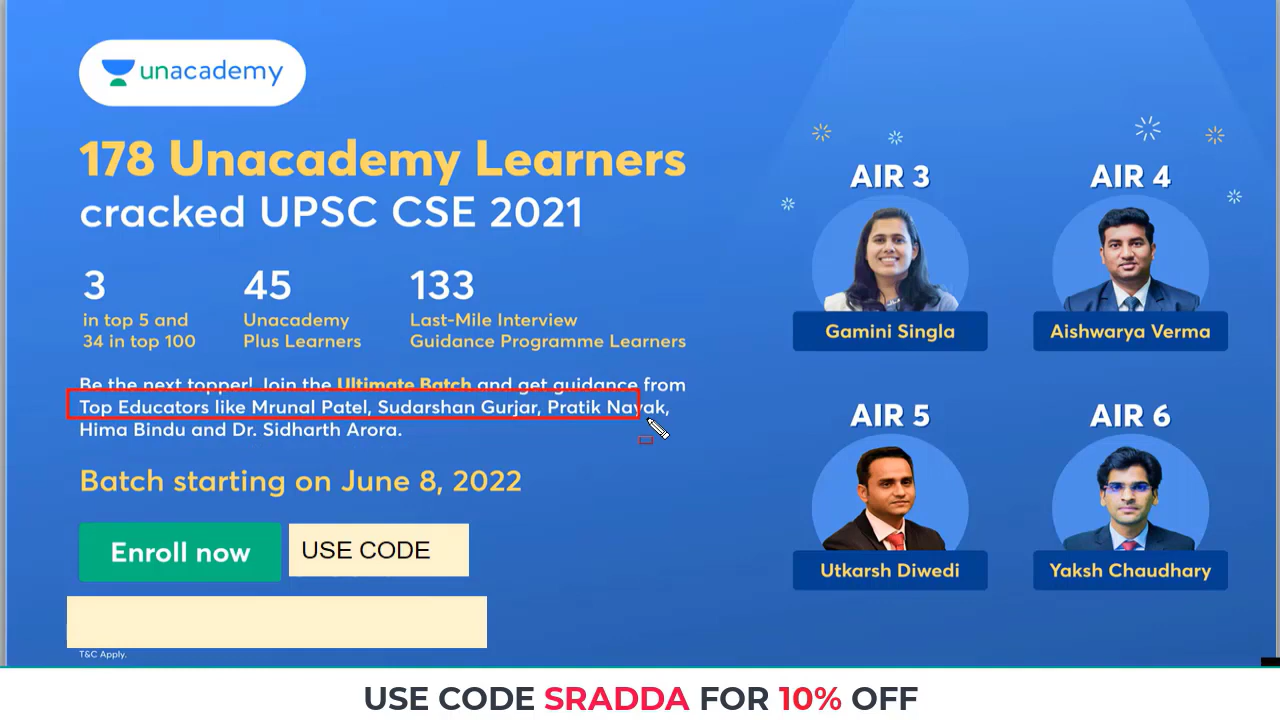 unacademy
178 Unacademy Learners
cracked UPSC CSE 2021
3
in top 5 and
34 in top 100
45
Unacademy
Plus Learners
133
Last-Mile Interview
Guidance Programme Learners
Be the next topper! Join the Ultimate Batch and get guidance from
Top Educators like Mrunal Patel, Sudarshan Gurjar, Pratik Nayak,
Hima Bindu and Dr. Sidharth Arora.
Batch starting on June 8, 2022
Enroll now
USE CODE
T&C Apply.
AIR 3
Gamini Singla
AIR 4
Aishwarya Verma
AIR 5
Utkarsh Diwedi
AIR 6
Yaksh Chaudhary
USE CODE SRADDA FOR 10% OFF